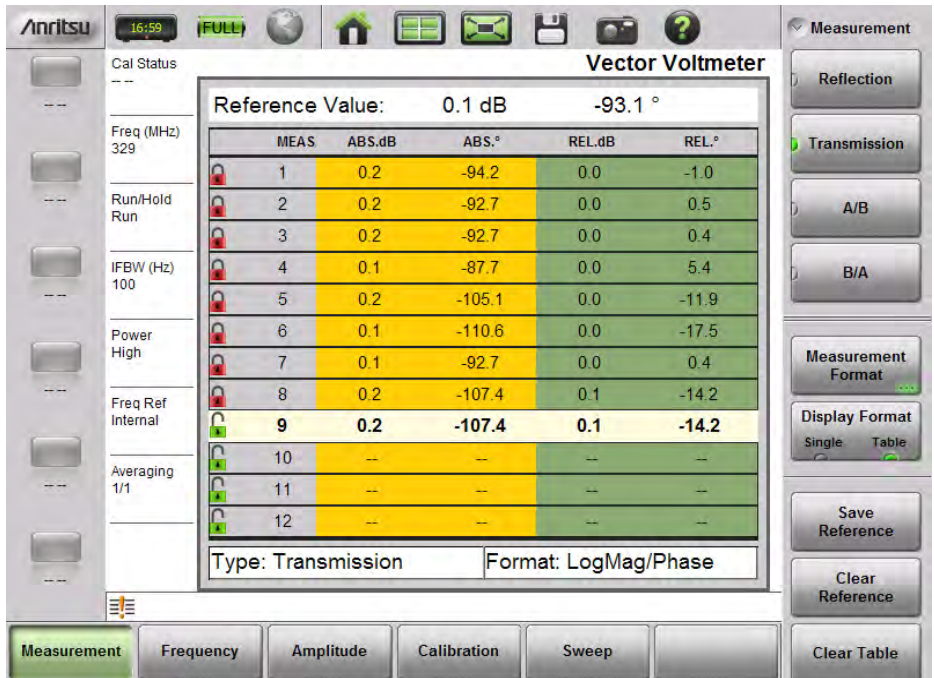 Anritsu 16:59 FULL ? Measurement
Cal Status
-- --
Freq (MHz)
329
Run/Hold
Run
IFBW (Hz)
100
Power
High
Freq Ref
Internal
Averaging
1/1
-- --
-- --
-- --
-- --
-- --
-- --
Vector Voltmeter
Reference Value: 0.1 dB -93.1 °
MEAS ABS.dB ABS.° REL.dB REL.°
1 0.2 -94.2 0.0 -1.0
2 0.2 -92.7 0.0 0.5
3 0.2 -92.7 0.0 0.4
4 0.1 -87.7 0.0 5.4
5 0.2 -105.1 0.0 -11.9
6 0.1 -110.6 0.0 -17.5
7 0.1 -92.7 0.0 0.4
8 0.2 -107.4 0.1 -14.2
9 0.2 -107.4 0.1 -14.2
10 -- -- -- --
11 -- -- -- --
12 -- -- -- --
Type: Transmission Format: LogMag/Phase
Reflection
Transmission
A/B
B/A
Measurement
Format
...
Display Format
Single Table
Save
Reference
Clear
Reference
Clear Table
Measurement Frequency Amplitude Calibration Sweep